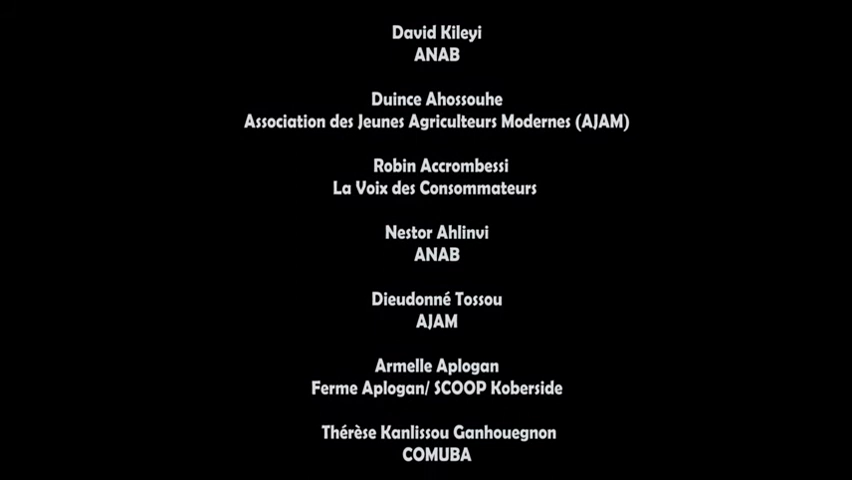 David Kileyi
ANAB
Duince Ahossouhe
Association des Jeunes Agriculteurs Modernes (AJAM)
Robin Accrombessi
La Voix des Consommateurs
Nestor Ahlinvi
ANAB
Dieudonné Tossou
AJAM
Armelle Aplogan
Ferme Aplogan/ SCOOP Koberside
Thérèse Kanlissou Ganhouegnon
COMUBA